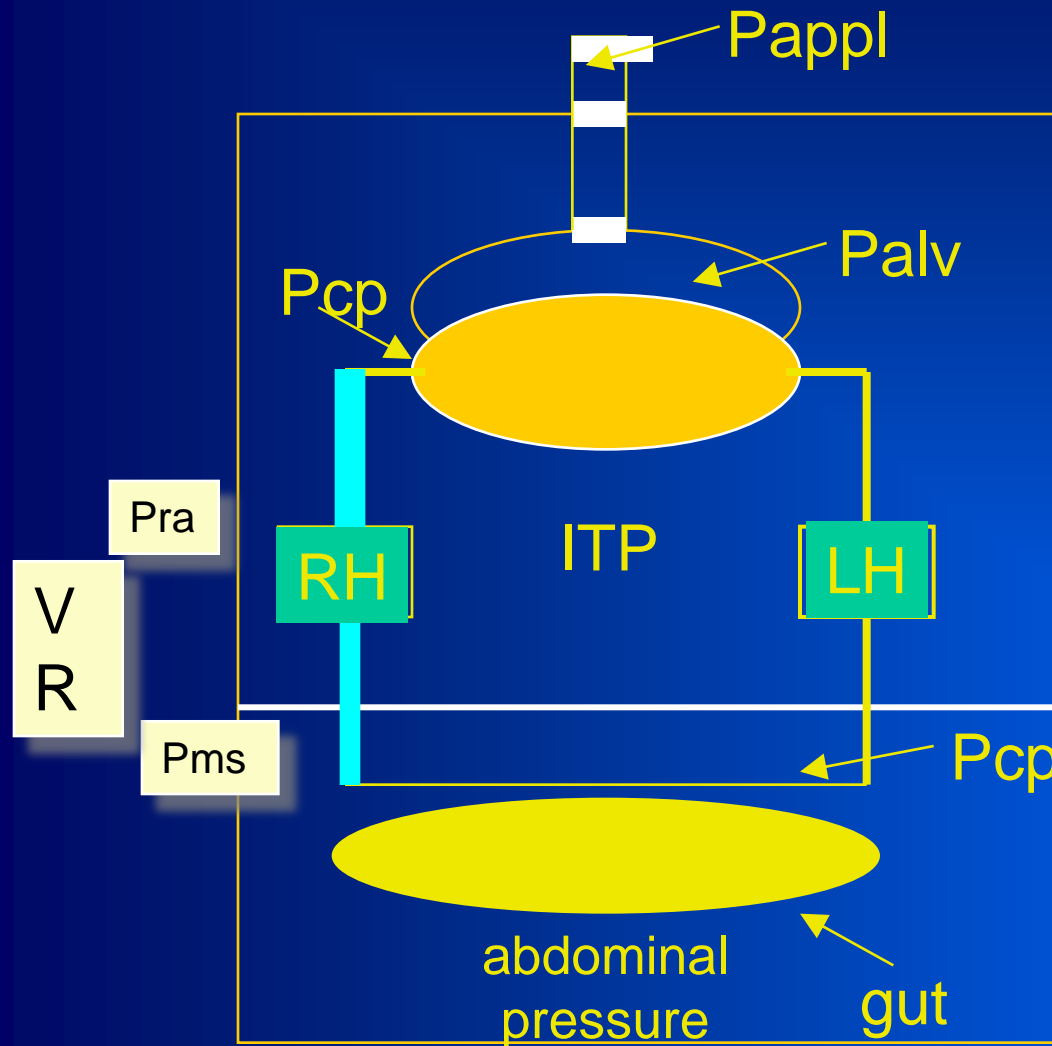 Pappl
Palv
Pcp
Pra
ITP
RH
LH
V
R
Pms
Pcp
abdominal
pressure
gut